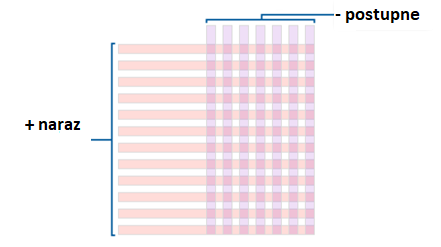 - postupne
+ naraz